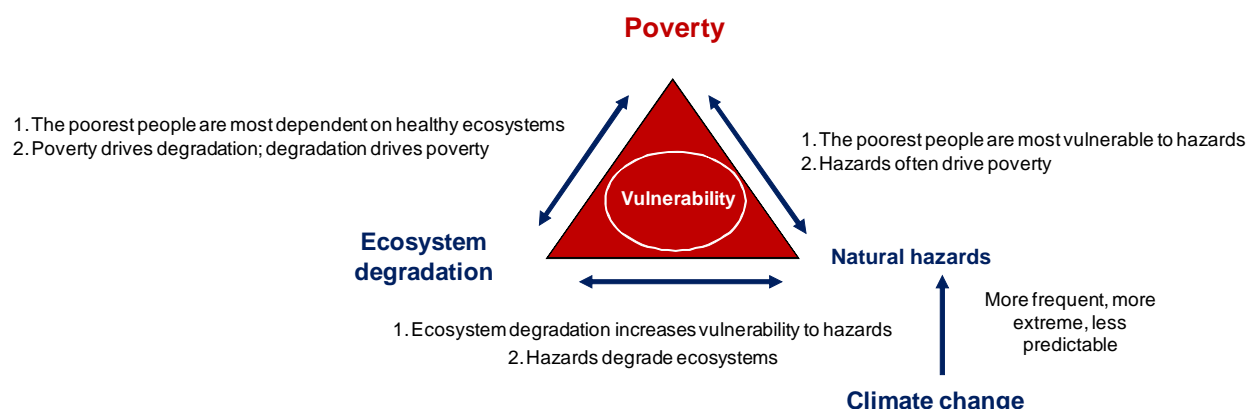 Poverty
1. The poorest people are most dependent on healthy ecosystems
2. Poverty drives degradation; degradation drives poverty
1. The poorest people are most vulnerable to hazards
2. Hazards often drive poverty
Vulnerability
Ecosystem
degradation
Natural hazards
1. Ecosystem degradation increases vulnerability to hazards
2. Hazards degrade ecosystems
More frequent, more
extreme, less
predictable
Climate change